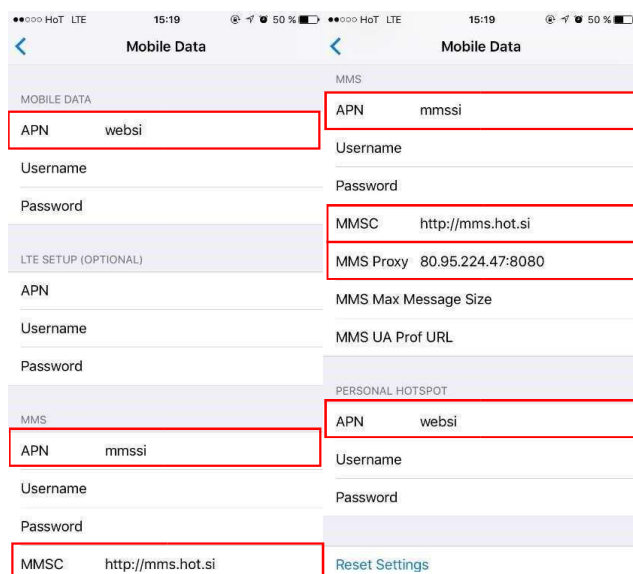 HoT LTE 15:19 50 %
Mobile Data
MOBILE DATA
APN websi
Username
Password
LTE SETUP (OPTIONAL)
APN
Username
Password
MMS
APN mmssi
Username
Password
MMSC http://mms.hot.si
HoT LTE 15:19 50 %
Mobile Data
MMS
APN mmssi
Username
Password
MMSC http://mms.hot.si
MMS Proxy 80.95.224.47:8080
MMS Max Message Size
MMS UA Prof URL
PERSONAL HOTSPOT
APN websi
Username
Password
Reset Settings